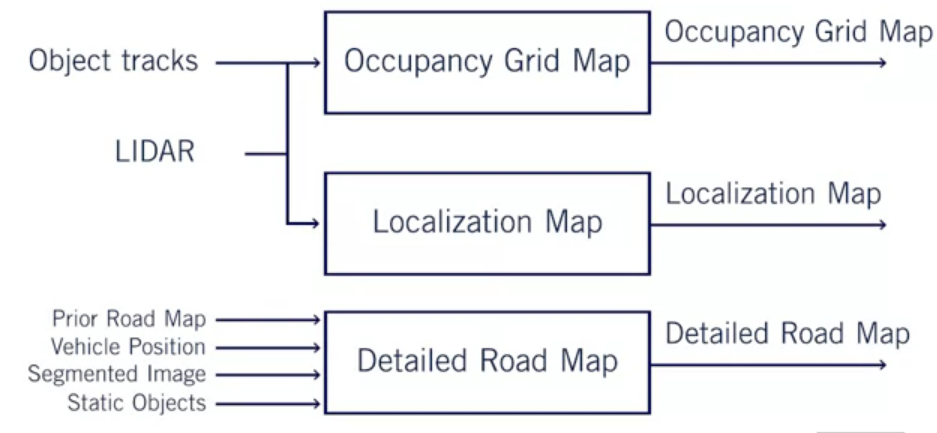 Object tracks
LIDAR
Occupancy Grid Map
Occupancy Grid Map
Localization Map
Localization Map
Prior Road Map
Vehicle Position
Segmented Image
Static Objects
Detailed Road Map
Detailed Road Map